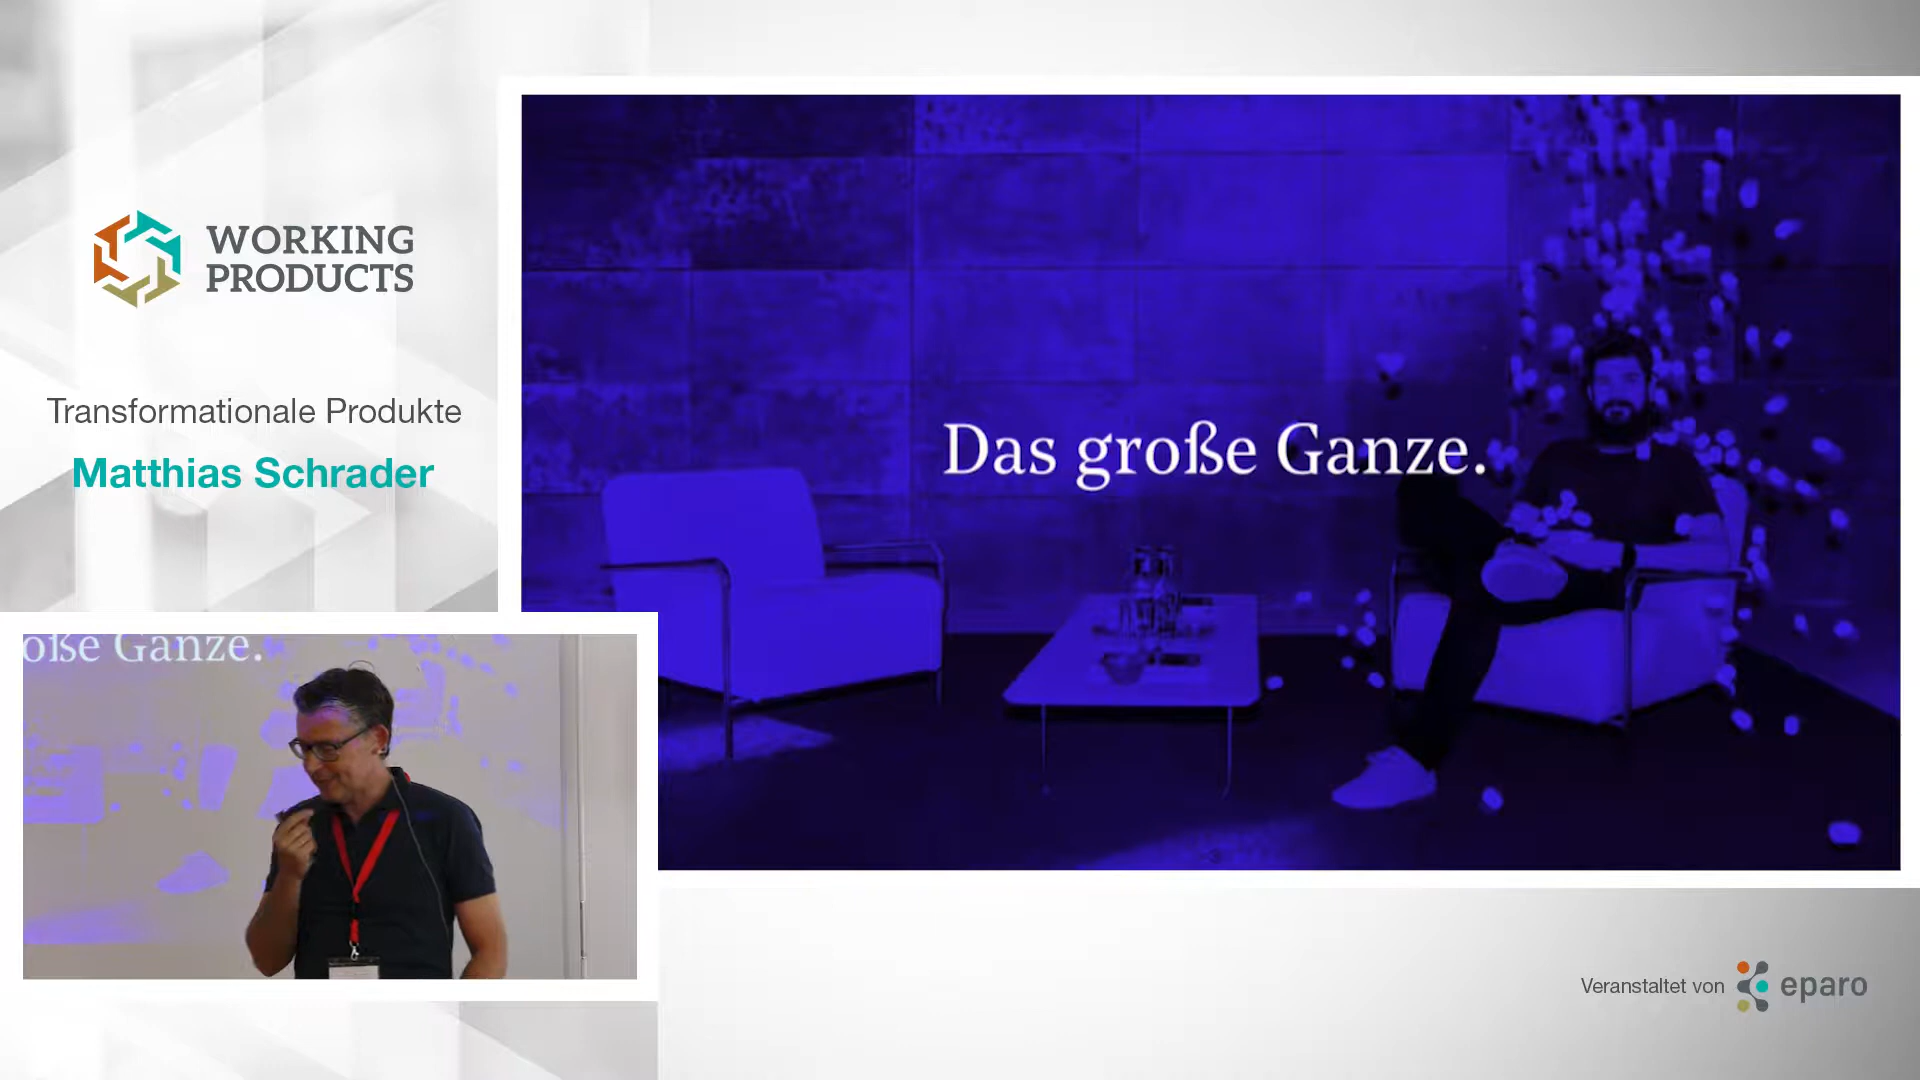 WORKING
PRODUCTS
Transformationale Produkte
Matthias Schrader
Das große Ganze.
oße Ganze.
Veranstaltet von eparo